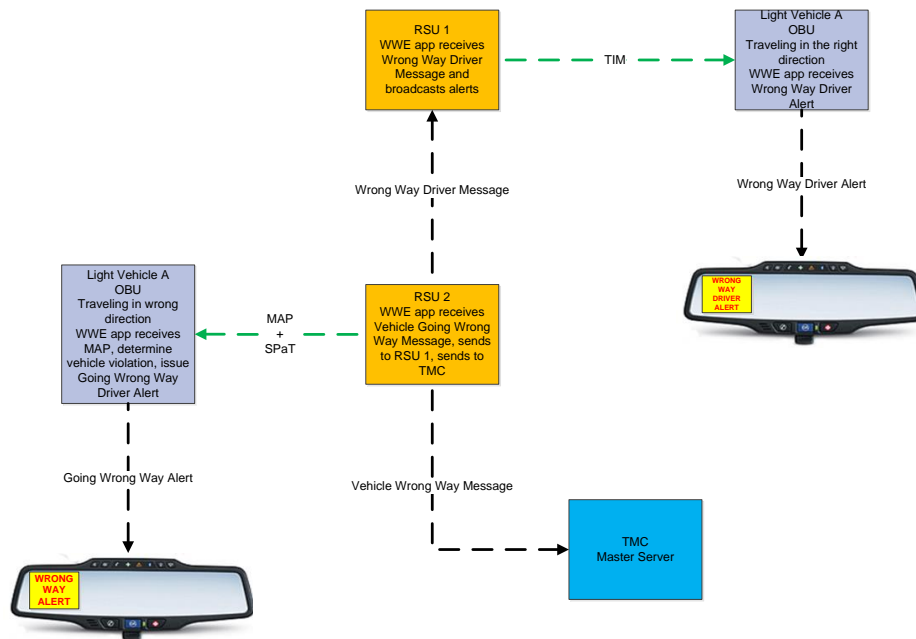 RSU 1
WWE app receives
Wrong Way Driver
Message and
broadcasts alerts
TIM
Light Vehicle A
OBU
Traveling in the right
direction
WWE app receives
Wrong Way Driver
Alert
Wrong Way Driver Message
Wrong Way Driver Alert
WRONG
WAY
DRIVER
ALERT
Light Vehicle A
OBU
Traveling in wrong
direction
WWE app receives
MAP, determine
vehicle violation, issue
Going Wrong Way
Driver Alert
MAP
+
SPaT
RSU 2
WWE app receives
Vehicle Going Wrong
Way Message, sends
to RSU 1, sends to
TMC
Going Wrong Way Alert
Vehicle Wrong Way Message
TMC
Master Server
WRONG
WAY
ALERT